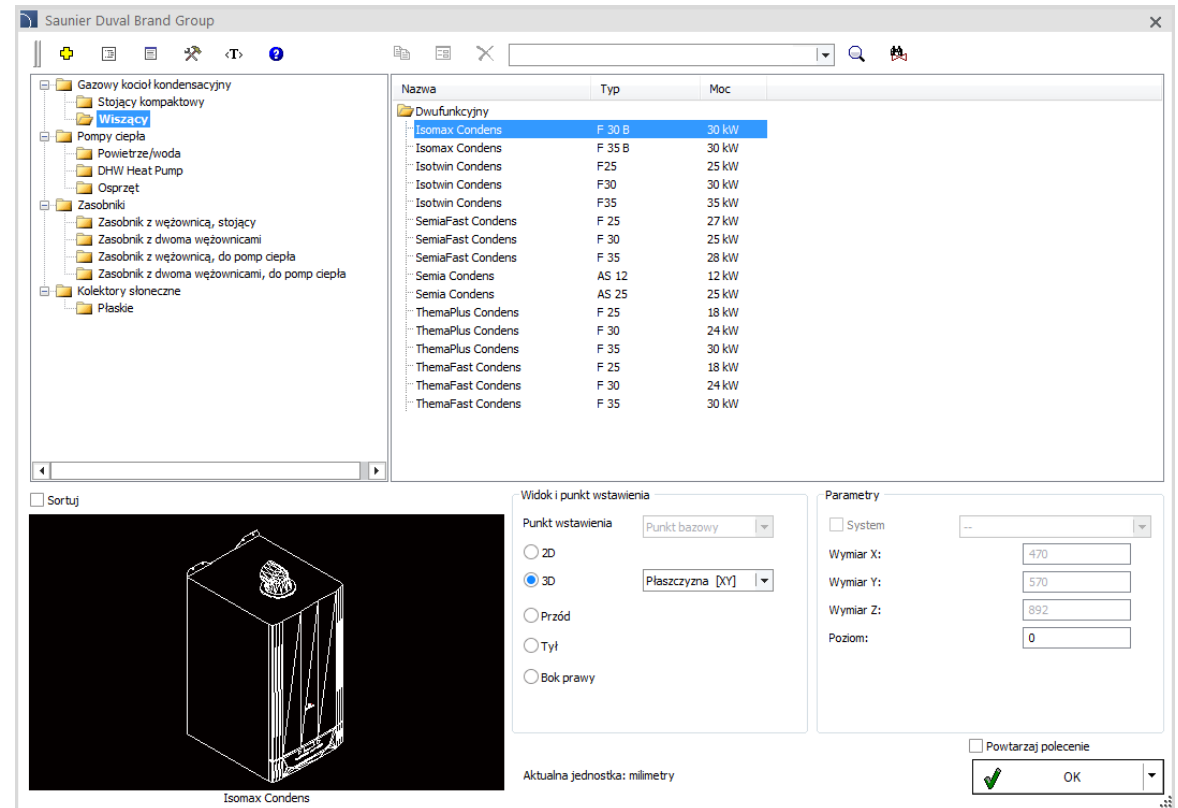 Saunier Duval Brand Group
<T>
Gazowy kocioł kondensacyjny
Stojący kompaktowy
Wiszący
Pompy ciepła
Powietrze/woda
DHW Heat Pump
Osprzęt
Zasobniki
Zasobnik z wężownicą, stojący
Zasobnik z dwoma wężownicami
Zasobnik z wężownicą, do pomp ciepła
Zasobnik z dwoma wężownicami, do pomp ciepła
Kolektory słoneczne
Płaskie
Nazwa Typ Moc
Dwufunkcyjny
Isomax Condens F 30 B 30 kW
Isomax Condens F 35 B 30 kW
Isotwin Condens F25 25 kW
Isotwin Condens F30 30 kW
Isotwin Condens F35 35 kW
SemiaFast Condens F 25 27 kW
SemiaFast Condens F 30 25 kW
SemiaFast Condens F 35 28 kW
Semia Condens AS 12 12 kW
Semia Condens AS 25 25 kW
ThemaPlus Condens F 25 18 kW
ThemaPlus Condens F 30 24 kW
ThemaPlus Condens F 35 30 kW
ThemaFast Condens F 25 18 kW
ThemaFast Condens F 30 24 kW
ThemaFast Condens F 35 30 kW
Sortuj
Isomax Condens
Widok i punkt wstawienia
Punkt wstawienia Punkt bazowy
2D
3D Płaszczyzna [XY]
Przód
Tył
Bok prawy
Aktualna jednostka: milimetry
Parametry
System --
Wymiar X: 470
Wymiar Y: 570
Wymiar Z: 892
Poziom: 0
Powtarzaj polecenie
OK